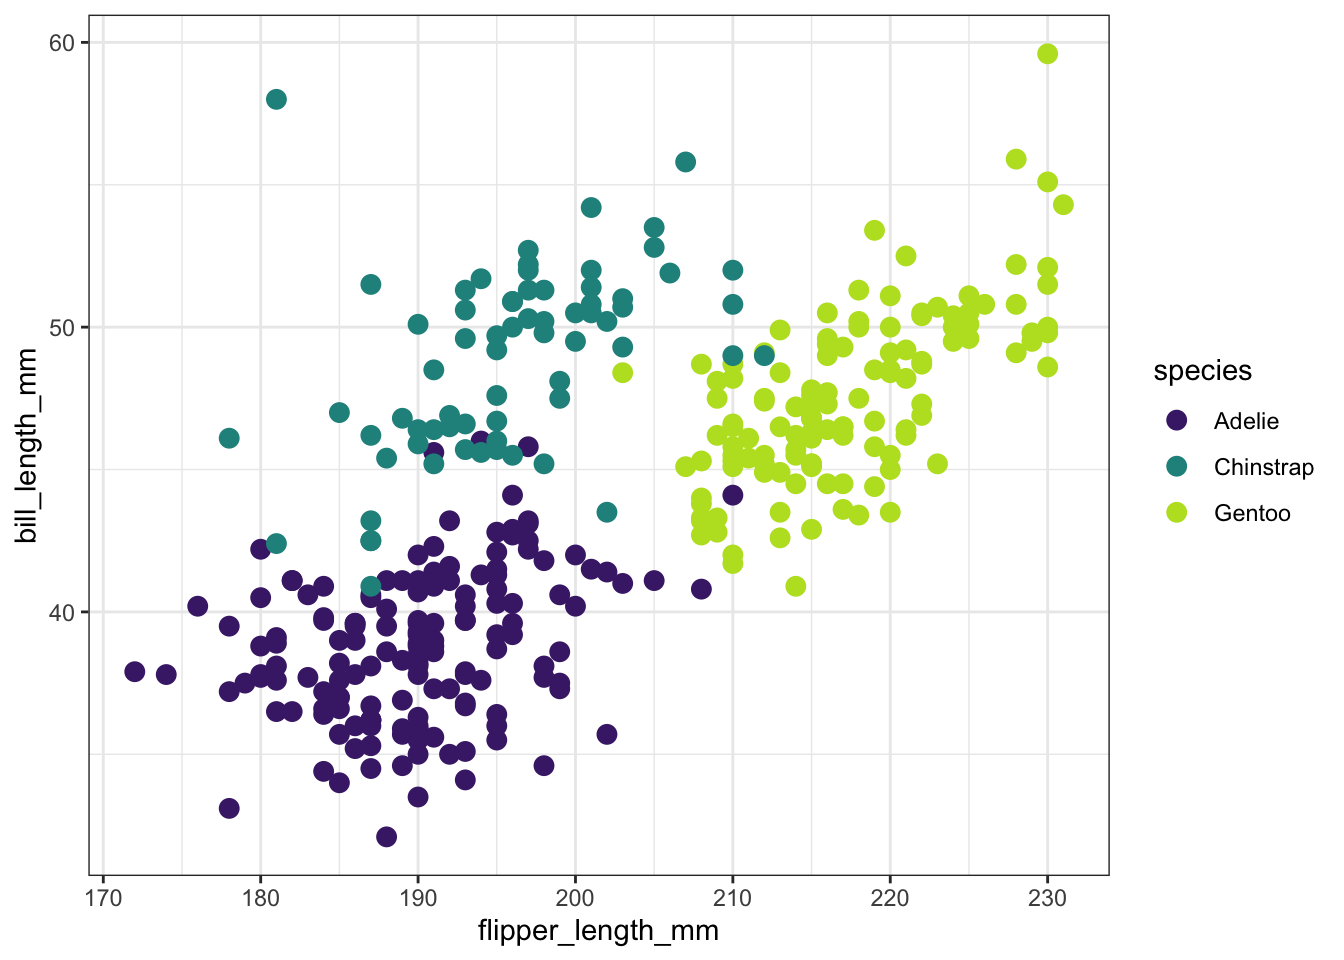 60
50
40
bill_length_mm
170 180 190 200 210 220 230
flipper_length_mm
species
Adelie
Chinstrap
Gentoo